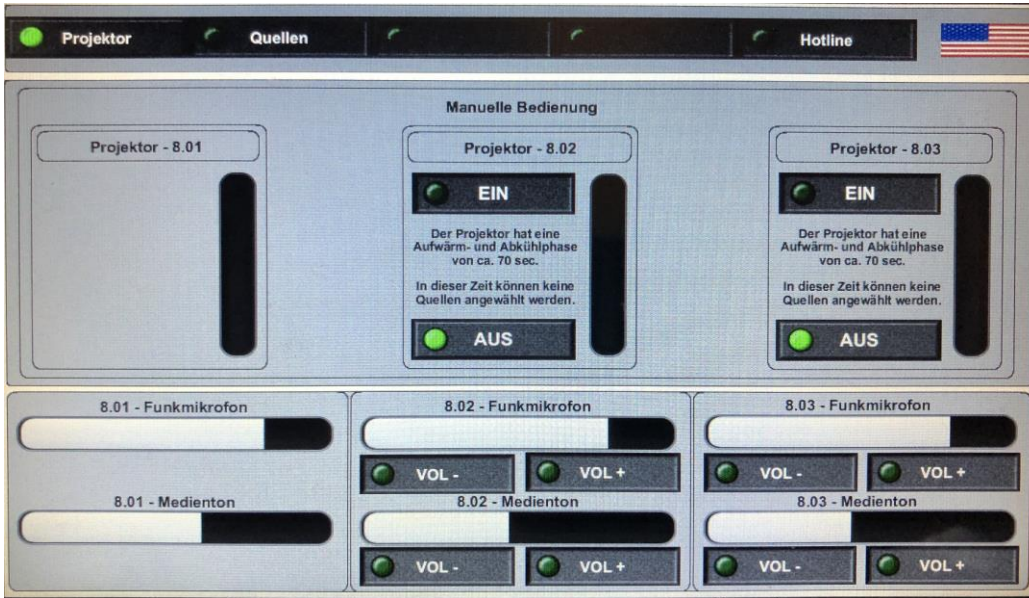 Projektor
Quellen
Hotline
Manuelle Bedienung
Projektor - 8.01
Projektor - 8.02
EIN
Der Projektor hat eine
Aufwärm- und Abkühlphase
von ca. 70 sec.
In dieser Zeit können keine
Quellen angewählt werden.
AUS
Projektor - 8.03
EIN
Der Projektor hat eine
Aufwärm- und Abkühlphase
von ca. 70 sec.
In dieser Zeit können keine
Quellen angewählt werden.
AUS
8.01 - Funkmikrofon
8.01 - Medienton
8.02 - Funkmikrofon
VOL -
VOL +
8.02 - Medienton
VOL -
VOL +
8.03 - Funkmikrofon
VOL -
VOL +
8.03 - Medienton
VOL -
VOL +